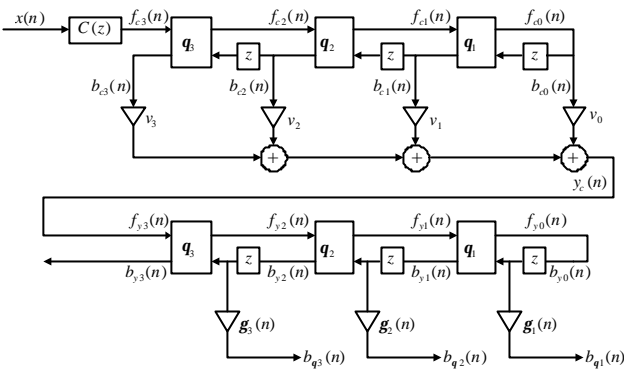 x(n) C(z) f_{c3}(n) q_3 f_{c2}(n) q_2 f_{c1}(n) q_1 f_{c0}(n)
z z z
b_{c3}(n) b_{c2}(n) b_{c1}(n) b_{c0}(n)
v_3 v_2 v_1 v_0
+ + +
y_c(n)
f_{y3}(n) q_3 f_{y2}(n) q_2 f_{y1}(n) q_1 f_{y0}(n)
b_{y3}(n) z b_{y2}(n) z b_{y1}(n) z b_{y0}(n)
g_3(n) g_2(n) g_1(n)
b_{q3}(n) b_{q2}(n) b_{q1}(n)